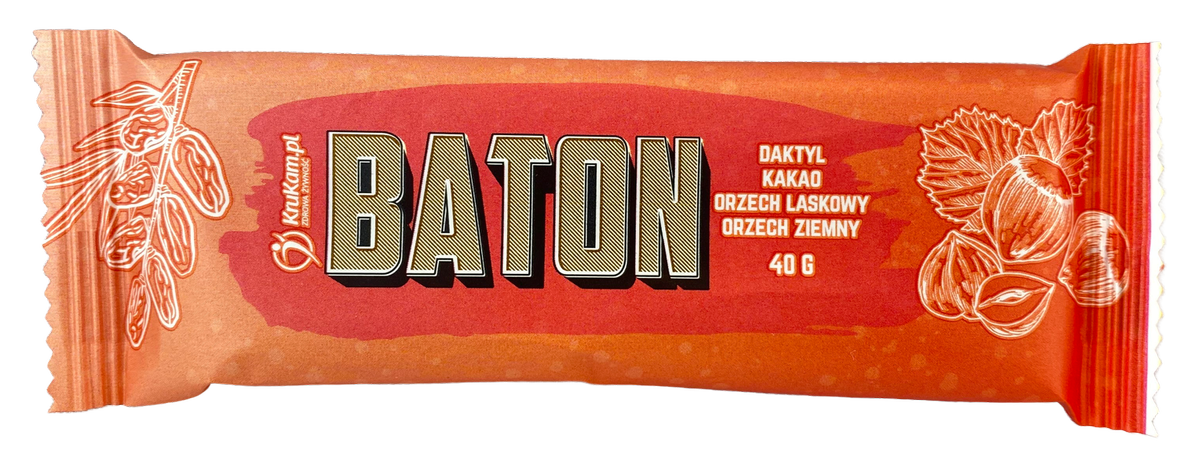 KruKam.pl
ZDROWA ŻYWNOŚĆ
BATON
DAKTYL
KAKAO
ORZECH LASKOWY
ORZECH ZIEMNY
40 G